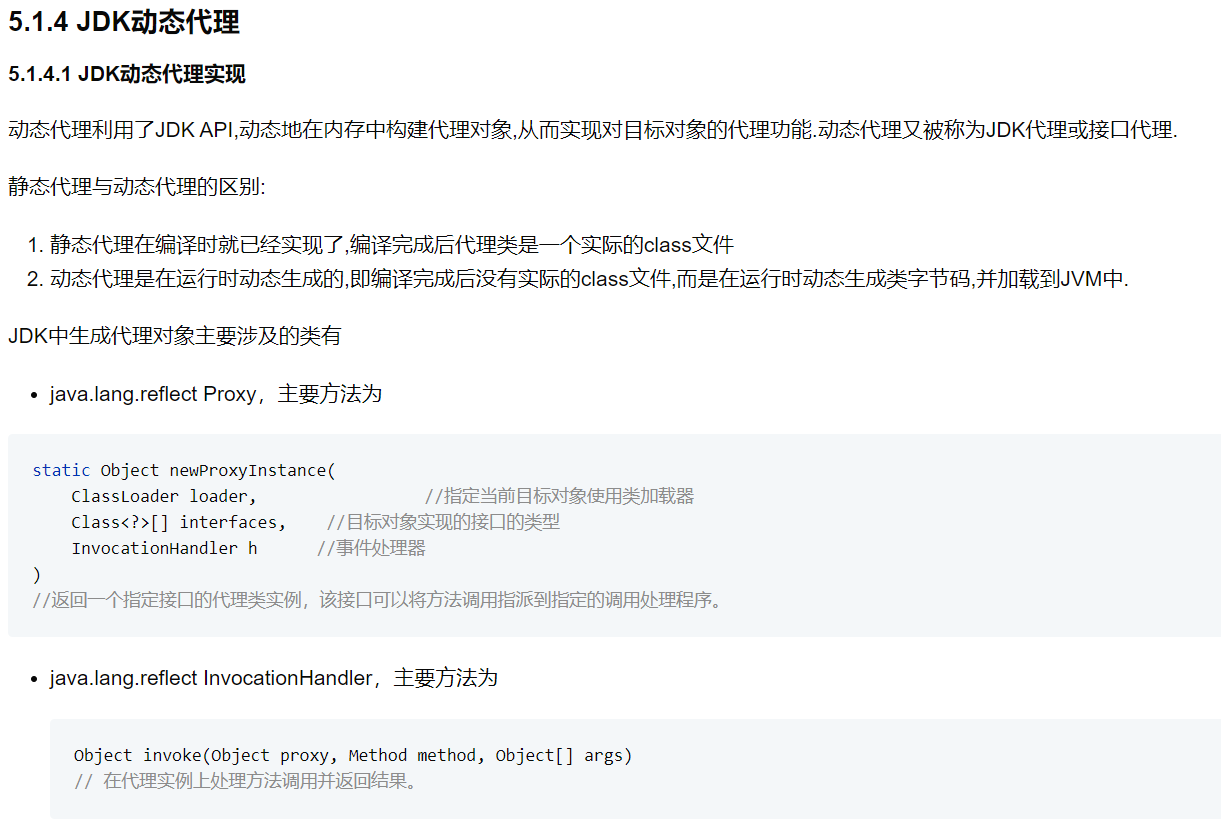 5.1.4 JDK动态代理
5.1.4.1 JDK动态代理实现
动态代理利用了JDK API,动态地在内存中构建代理对象,从而实现对目标对象的代理功能.动态代理又被称为JDK代理或接口代理.
静态代理与动态代理的区别:
1. 静态代理在编译时就已经实现了,编译完成后代理类是一个实际的class文件
2. 动态代理是在运行时动态生成的,即编译完成后没有实际的class文件,而是在运行时动态生成类字节码,并加载到JVM中.
JDK中生成代理对象主要涉及的类有
• java.lang.reflect Proxy，主要方法为
static Object newProxyInstance(
    ClassLoader loader,                 //指定当前目标对象使用类加载器
    Class<?>[] interfaces,    //目标对象实现的接口的类型
    InvocationHandler h      //事件处理器
)
//返回一个指定接口的代理类实例，该接口可以将方法调用指派到指定的调用处理程序。
• java.lang.reflect InvocationHandler，主要方法为
Object invoke(Object proxy, Method method, Object[] args)
// 在代理实例上处理方法调用并返回结果。